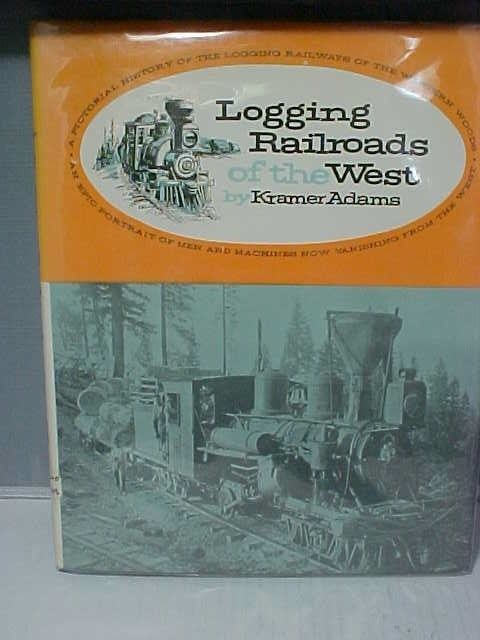 • A PICTORIAL HISTORY OF THE LOGGING RAILWAYS OF THE WESTERN WOODS •
Logging
Railroads
of the West
by Kramer Adams
AN EPIC PORTRAIT OF MEN AND MACHINES NOW VANISHING FROM THE WEST •